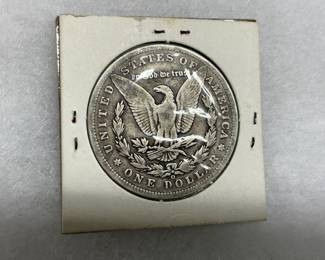 UNITED STATES OF AMERICA
In God we trust
O
ONE DOLLAR